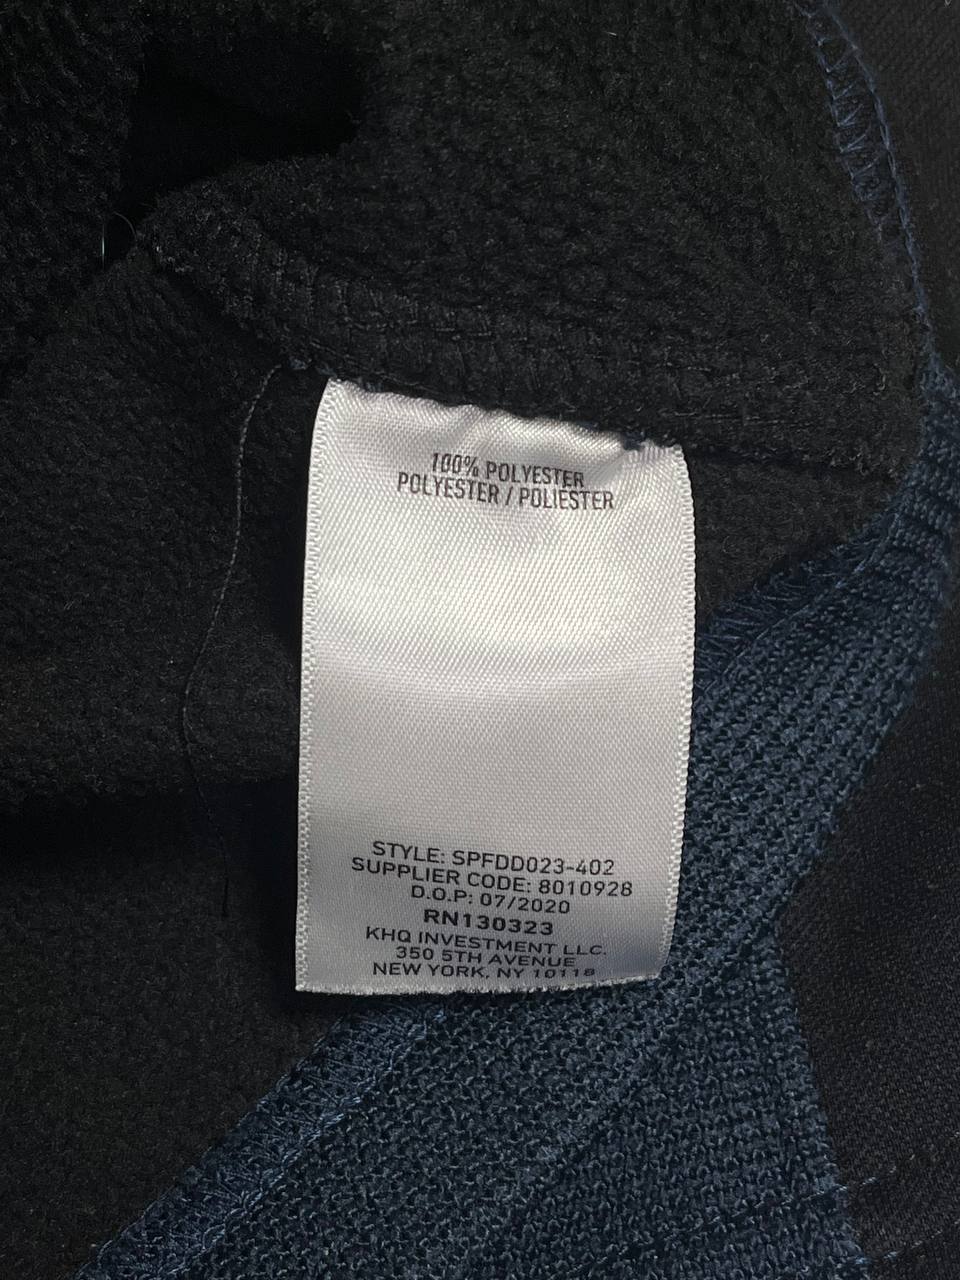 100% POLYESTER
POLYESTER / POLIESTER
STYLE: SPFDD023-402
SUPPLIER CODE: 8010928
D.O.P: 07/2020
RN130323
KHQ INVESTMENT LLC.
350 5TH AVENUE
NEW YORK, NY 10118